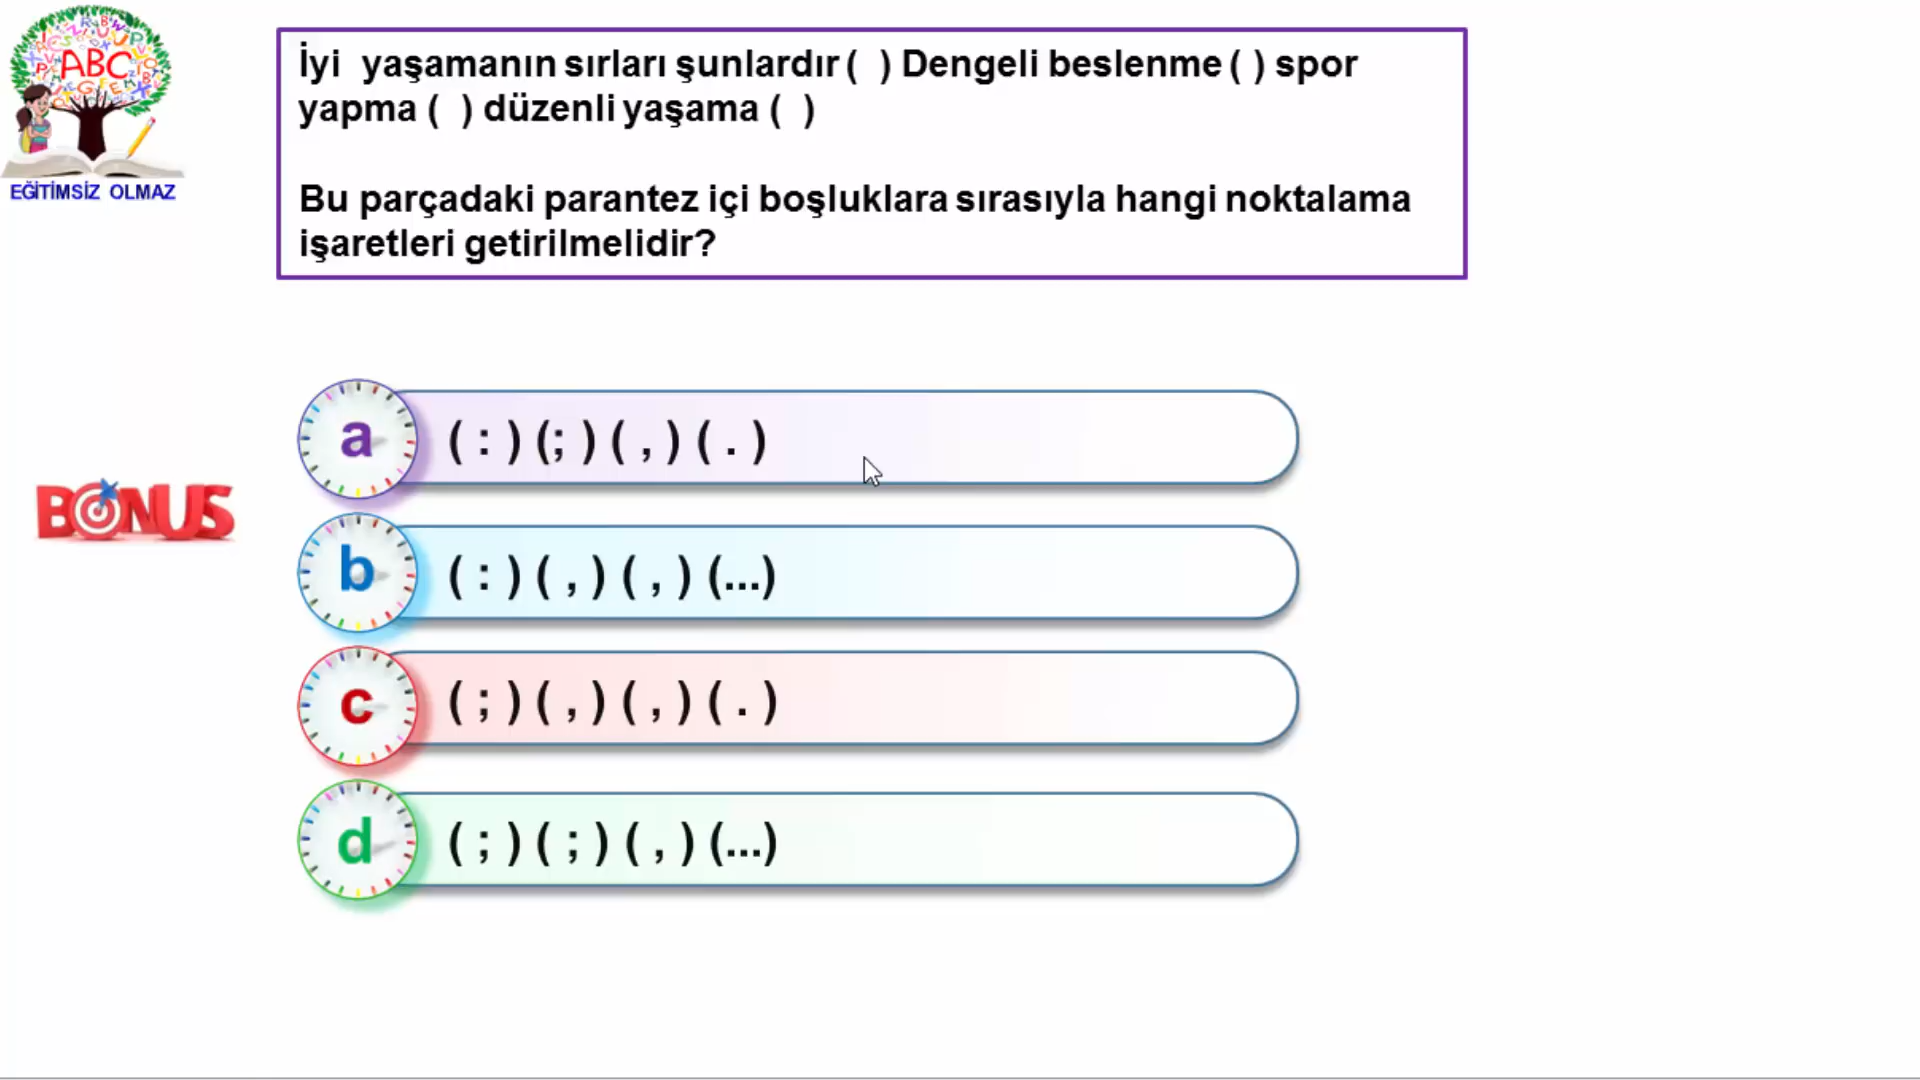 ABC
EĞİTİMSİZ OLMAZ
İyi yaşamanın sırları şunlardır ( ) Dengeli beslenme ( ) spor
yapma ( ) düzenli yaşama ( )
Bu parçadaki parantez içi boşluklara sırasıyla hangi noktalama
işaretleri getirilmelidir?
a ( : ) (; ) ( , ) ( . )
BONUS
b ( : ) ( , ) ( , ) (...)
c ( ; ) ( , ) ( , ) ( . )
d ( ; ) ( ; ) ( , ) (...)